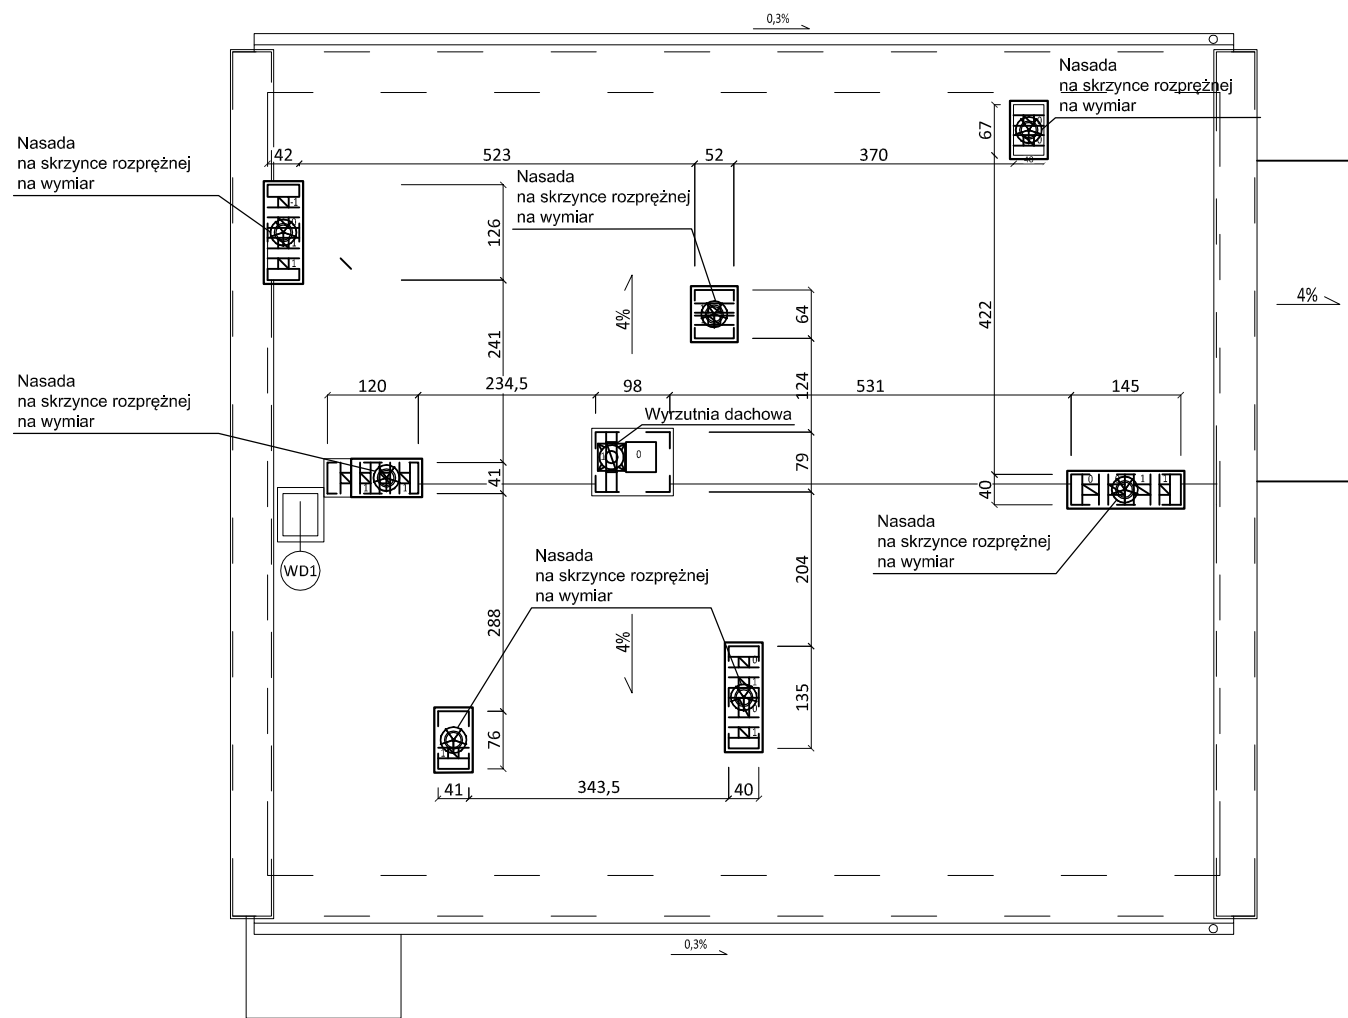 0,3%
Nasada
na skrzynce rozprężnej
na wymiar
67
Nasada
na skrzynce rozprężnej
na wymiar
42
523
52
370
40
Nasada
na skrzynce rozprężnej
na wymiar
126
4%
64
422
4%
241
124
Nasada
na skrzynce rozprężnej
na wymiar
120
234,5
98
531
145
Wyrzutnia dachowa
0
41
79
40
WD1
Nasada
na skrzynce rozprężnej
na wymiar
Nasada
na skrzynce rozprężnej
na wymiar
204
288
4%
135
76
41
343,5
40
0,3%